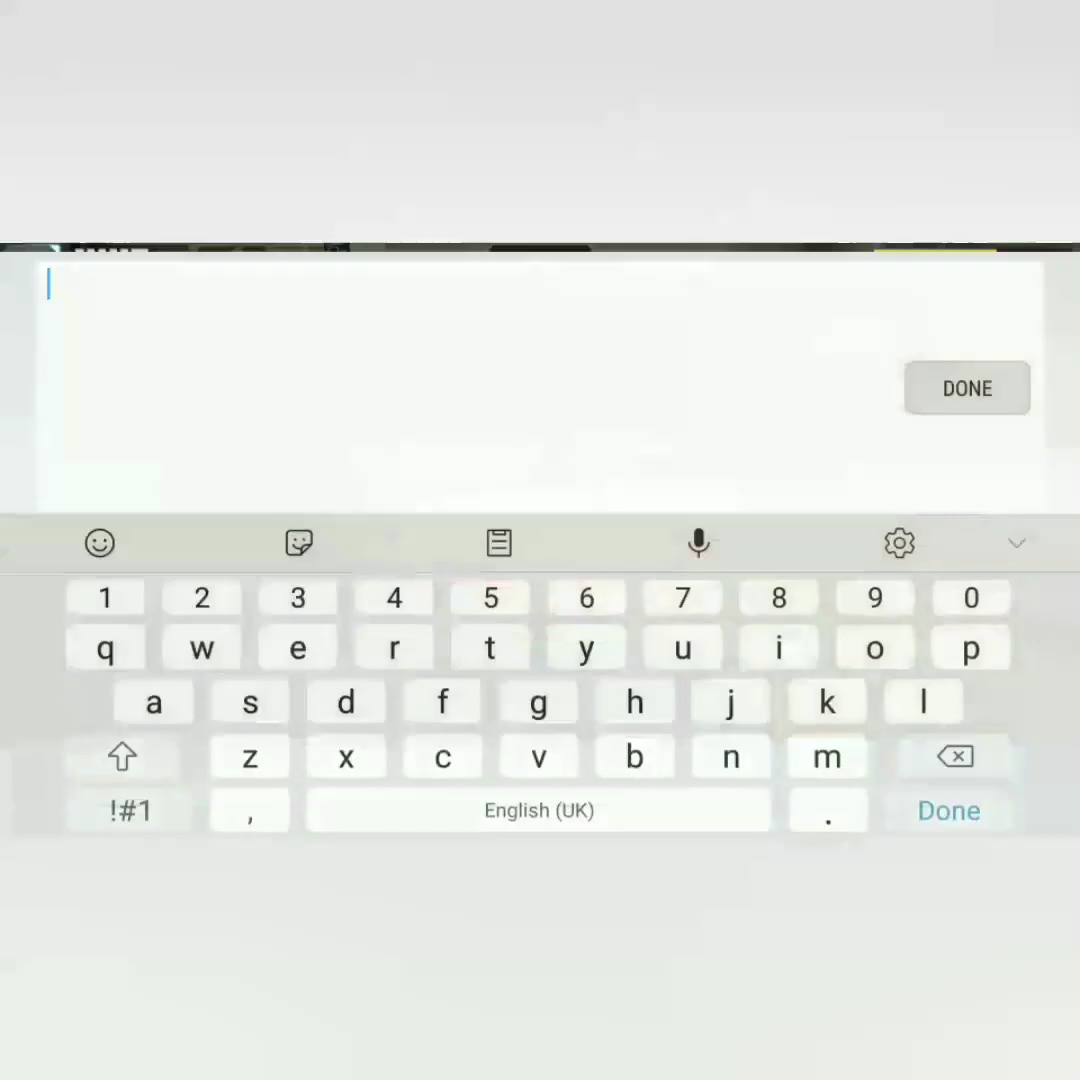 DONE
1 2 3 4 5 6 7 8 9 0
q w e r t y u i o p
a s d f g h j k l
z x c v b n m
!#1 , English (UK) . Done